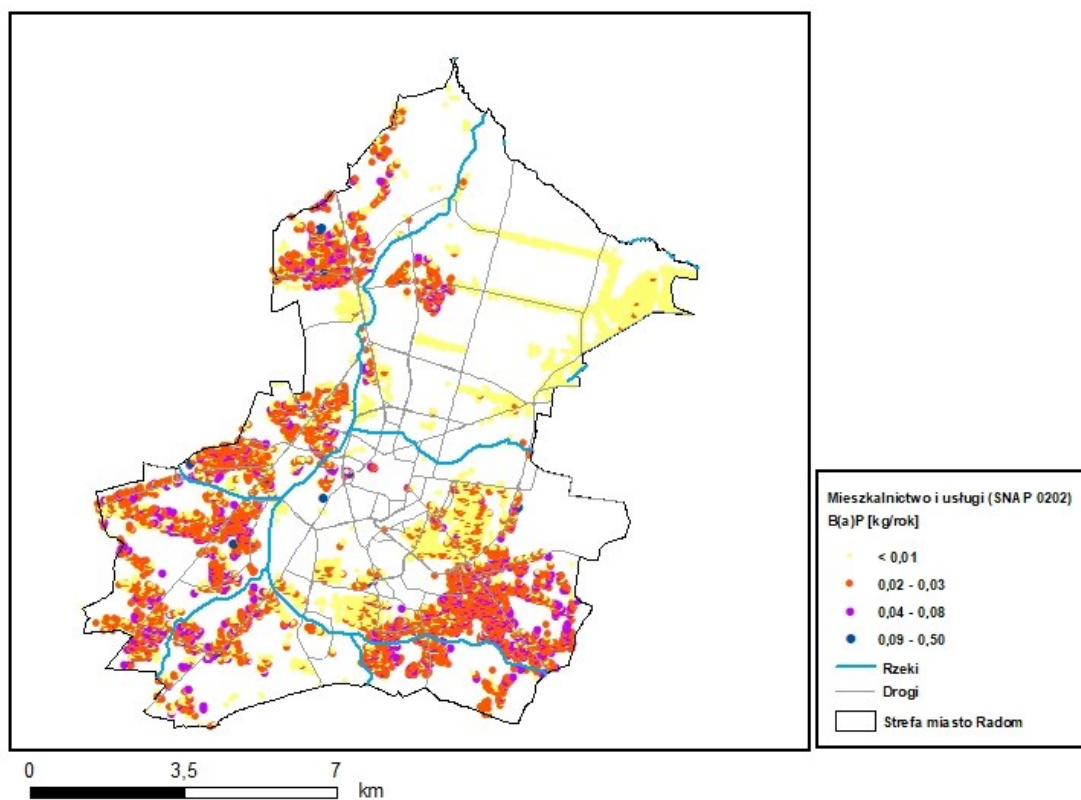 Mieszkalnictwo i usługi (SNAP 0202)
B(a)P [kg/rok]
< 0,01
0,02 - 0,03
0,04 - 0,08
0,09 - 0,50
Rzeki
Drogi
Strefa miasto Radom
0 3,5 7
km